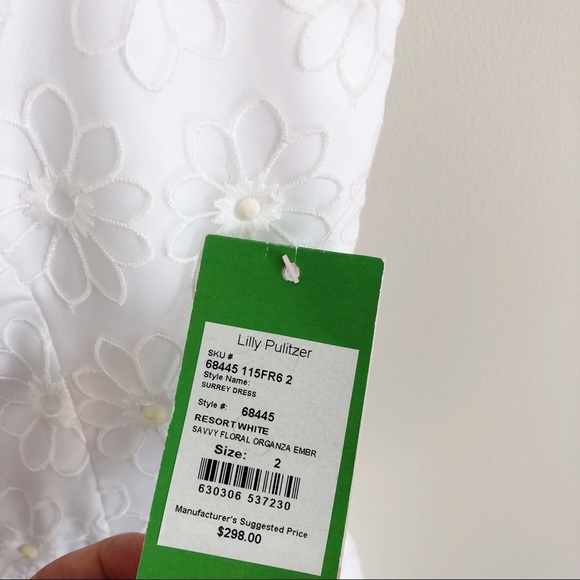 Lilly Pulitzer
SKU #
68445 115FR6 2
Style Name:
SURREY DRESS
Style #: 68445
RESORT WHITE
SAVVY FLORAL ORGANZA EMBR
Size: 2
630306 537230
Manufacturer's Suggested Price
$298.00